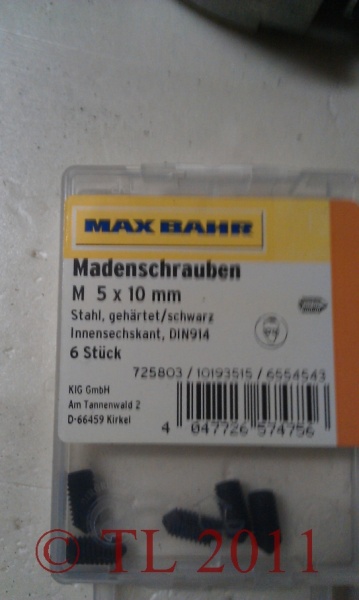 MAX BAHR
Madenschrauben
M 5 x 10 mm
Stahl, gehärtet/schwarz
Innensechskant, DIN914
6 Stück
725803 / 10193515 / 6554543
KIG GmbH
Am Tannenwald 2
D-66459 Kirkel
4 047726 574756
© TL 2011